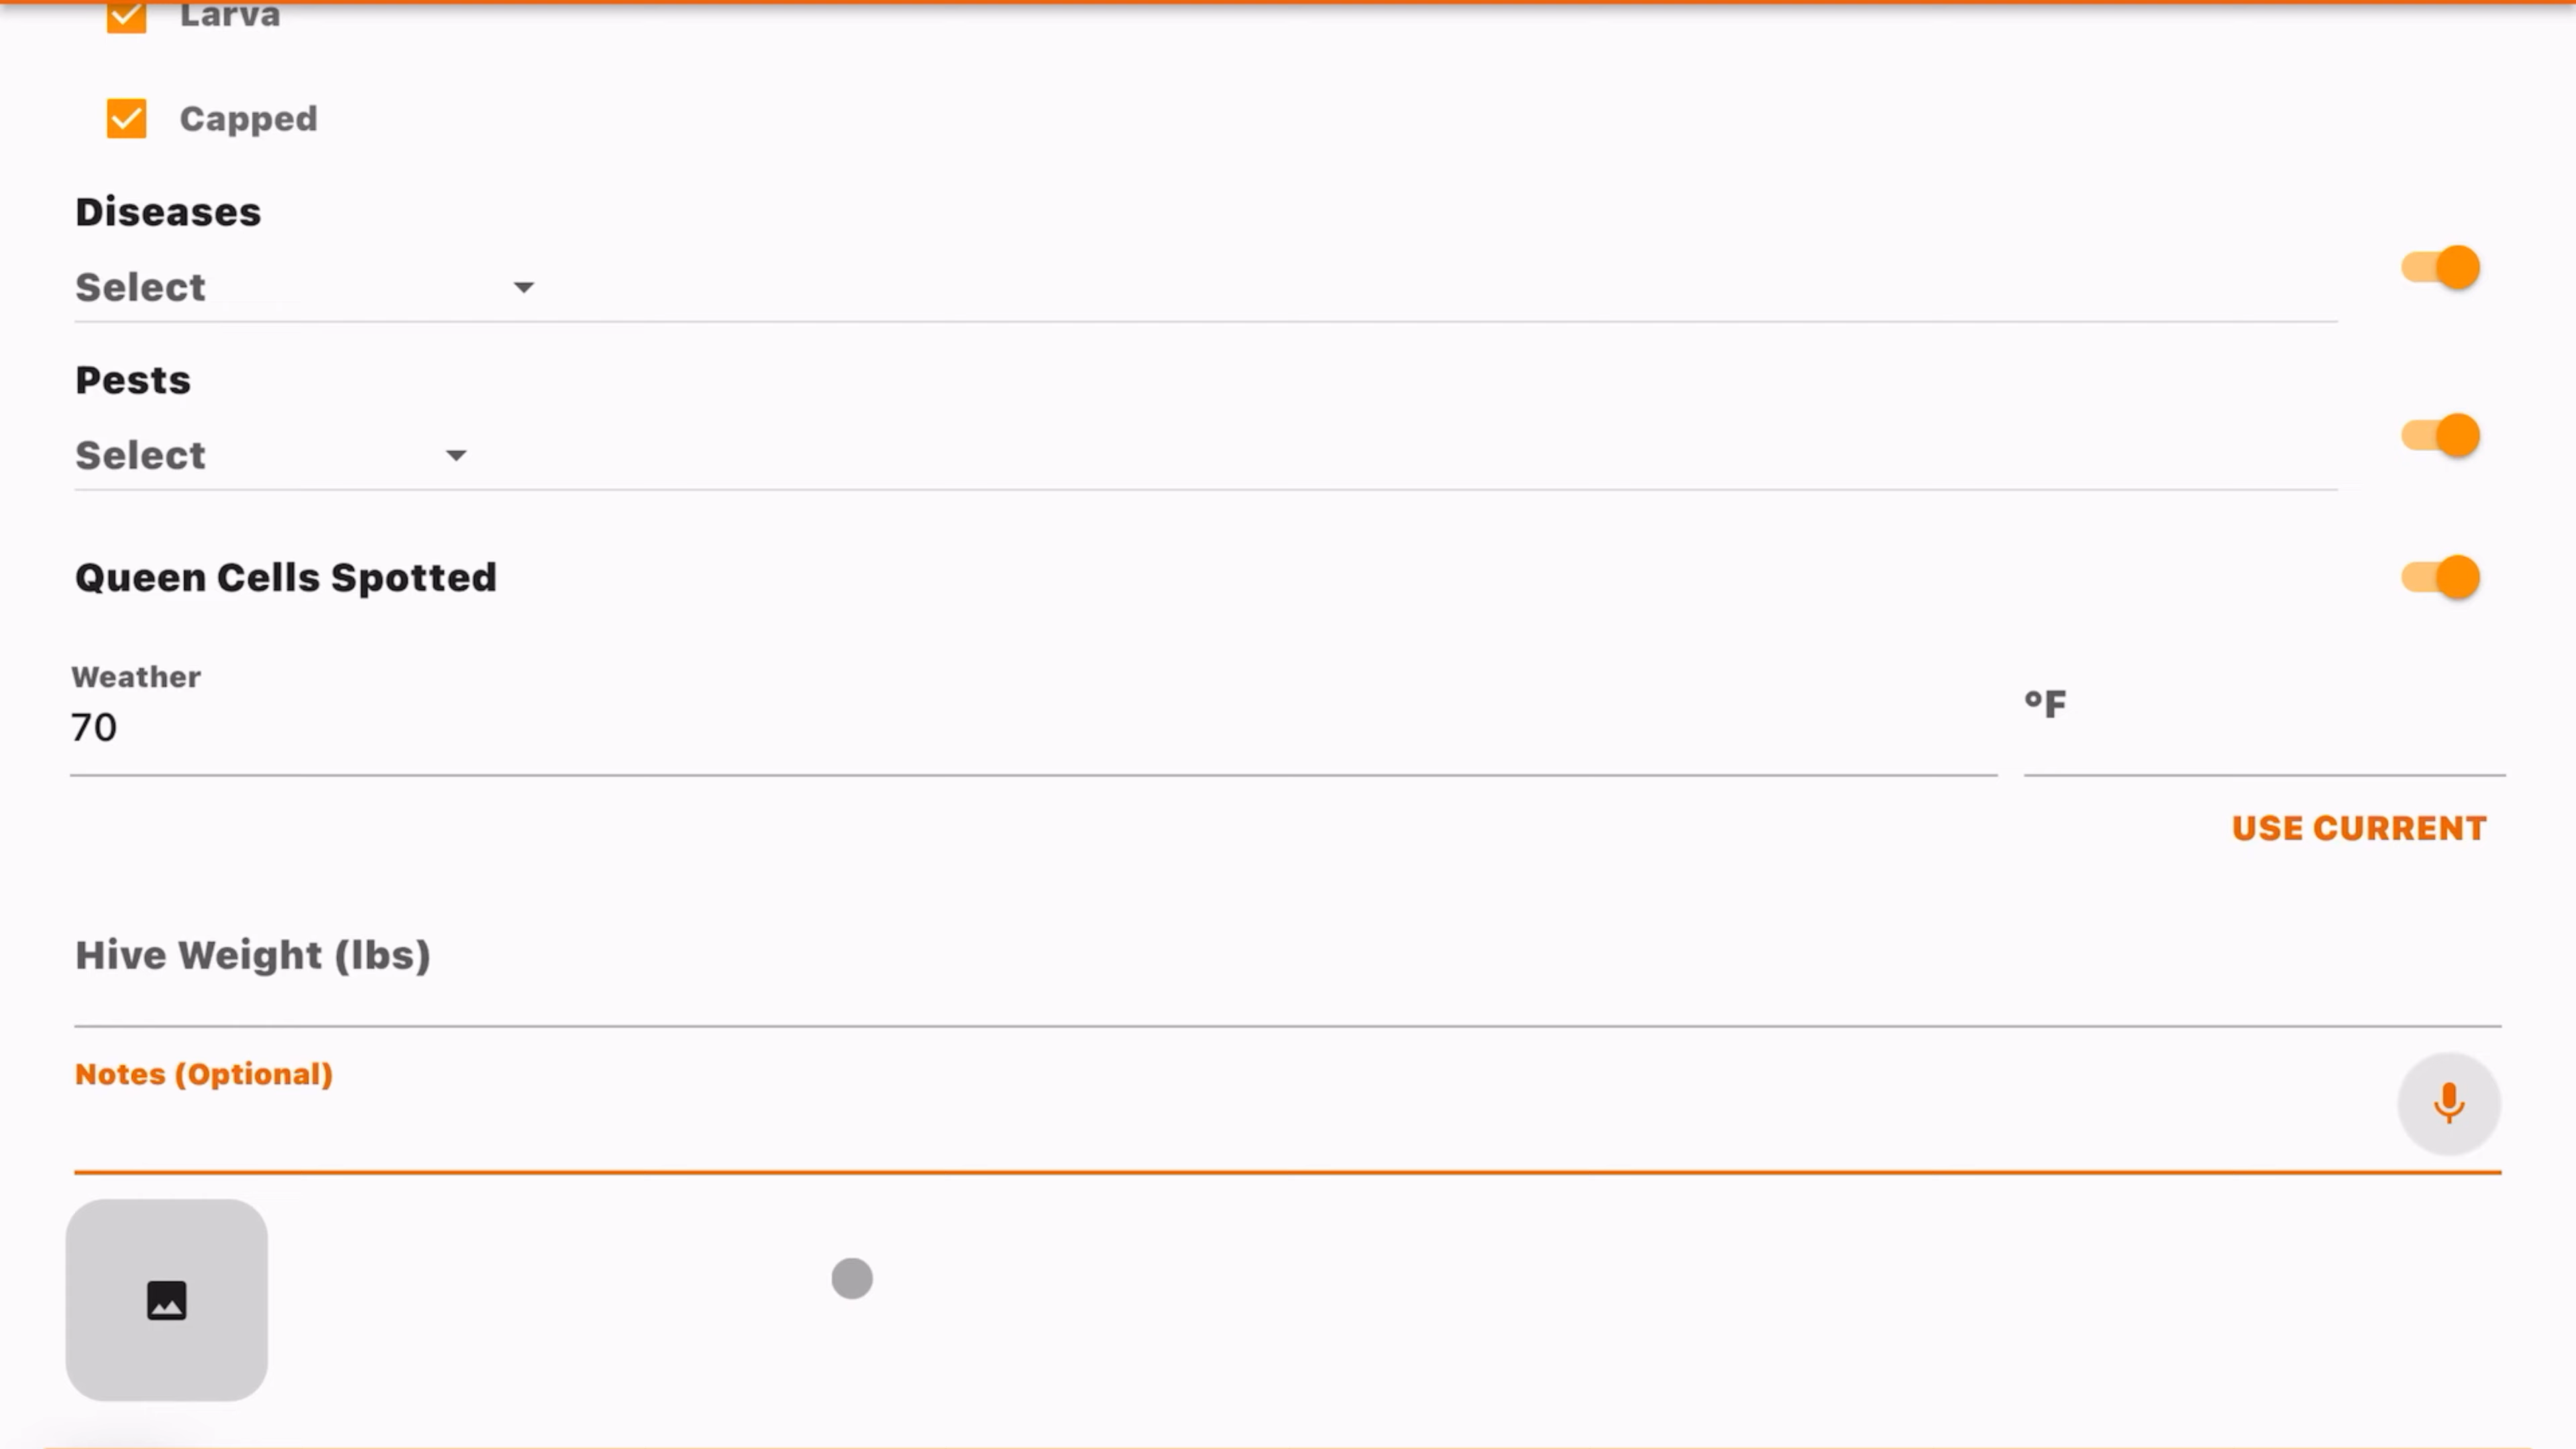 Larva
Capped
Diseases
Select
Pests
Select
Queen Cells Spotted
Weather
70
°F
USE CURRENT
Hive Weight (lbs)
Notes (Optional)